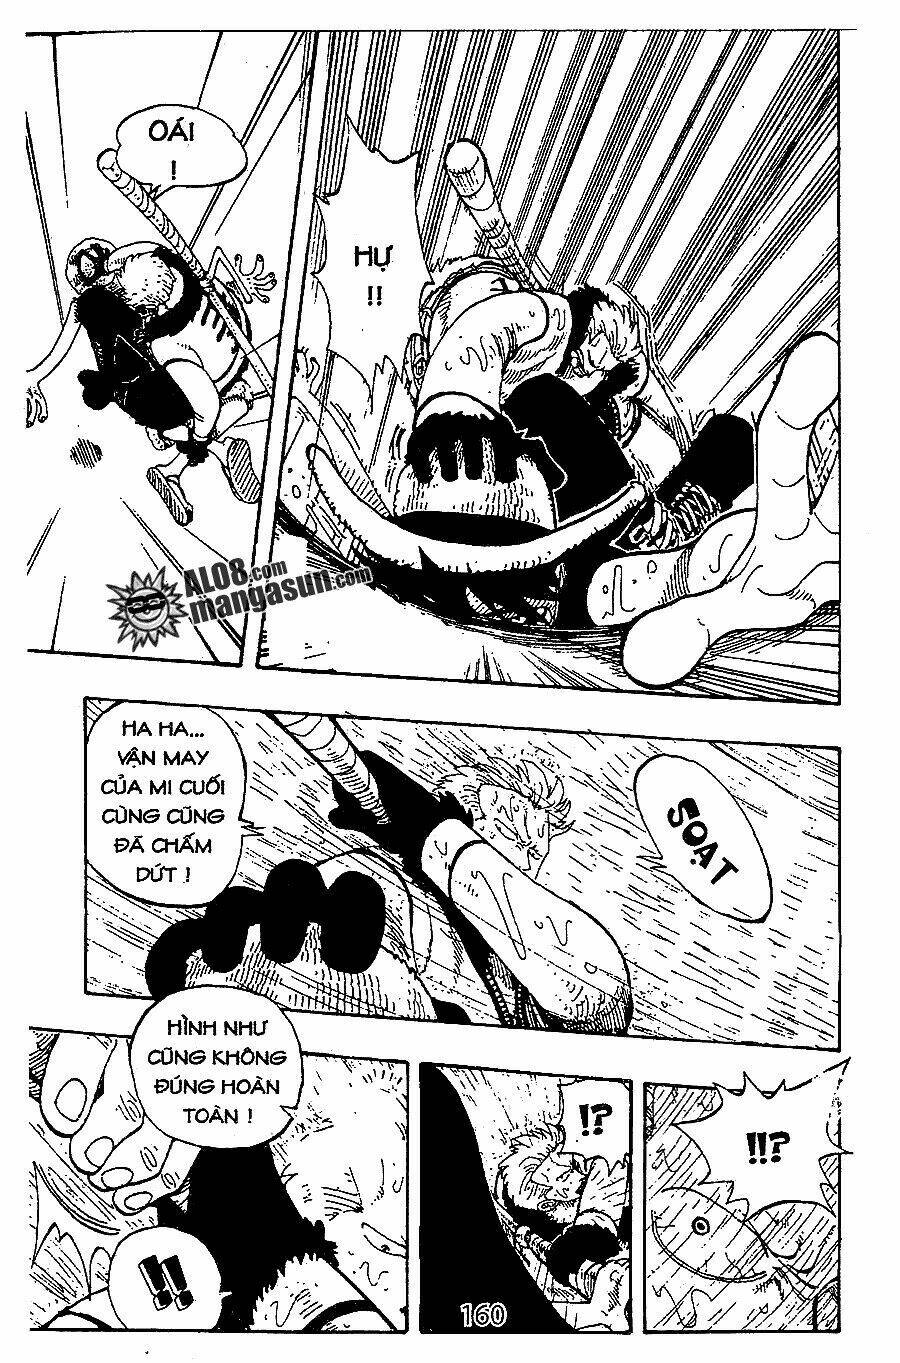 OÁI
!
HỰ
!!
AL08.com
mangasun.com
HA HA...
VẬN MAY
CỦA MI CUỐI
CÙNG CŨNG
ĐÃ CHẤM
DỨT !
SOẠT
HÌNH NHƯ
CŨNG KHÔNG
ĐÚNG HOÀN
TOÀN !
!!
!?
!!?
160